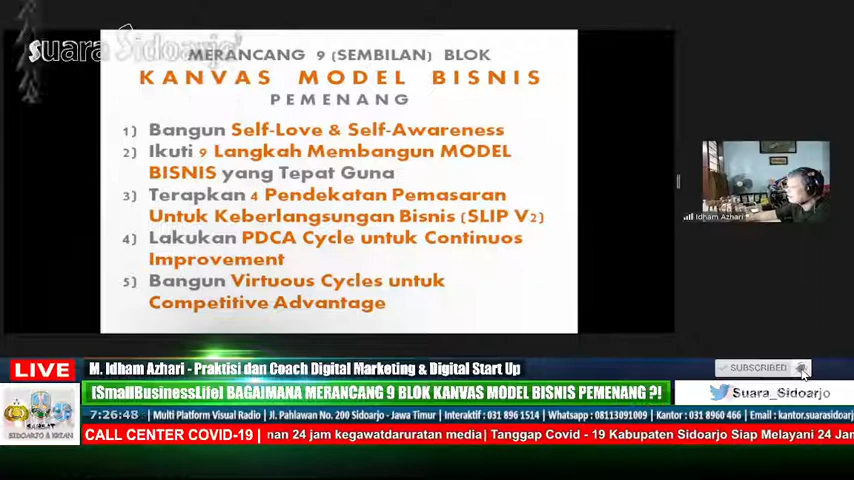 suara Sidoarjo
MERANCANG 9 (SEMBILAN) BLOK
KANVAS MODEL BISNIS
PEMENANG
1) Bangun Self-Love & Self-Awareness
2) Ikuti 9 Langkah Membangun MODEL
BISNIS yang Tepat Guna
3) Terapkan 4 Pendekatan Pemasaran
Untuk Keberlangsungan Bisnis (SLIP V2)
4) Lakukan PDCA Cycle untuk Continuos
Improvement
5) Bangun Virtuous Cycles untuk
Competitive Advantage
Idham Azhari
LIVE
M. Idham Azhari - Praktisi dan Coach Digital Marketing & Digital Start Up
SUBSCRIBED
[SmallBusinessLife] BAGAIMANA MERANCANG 9 BLOK KANVAS MODEL BISNIS PEMENANG ?!
Suara_Sidoarjo
7:26:48 | Multi Platform Visual Radio | Jl. Pahlawan No. 200 Sidoarjo - Jawa Timur | Interaktif : 031 896 1514 | Whatsapp : 08113091009 | Kantor : 031 8960 466 | Email : kantor.suarasidoarj
SIDOARJO & KRIAN
CALL CENTER COVID-19 | nan 24 jam kegawatdaruratan media | Tanggap Covid - 19 Kabupaten Sidoarjo Siap Melayani 24 Jam